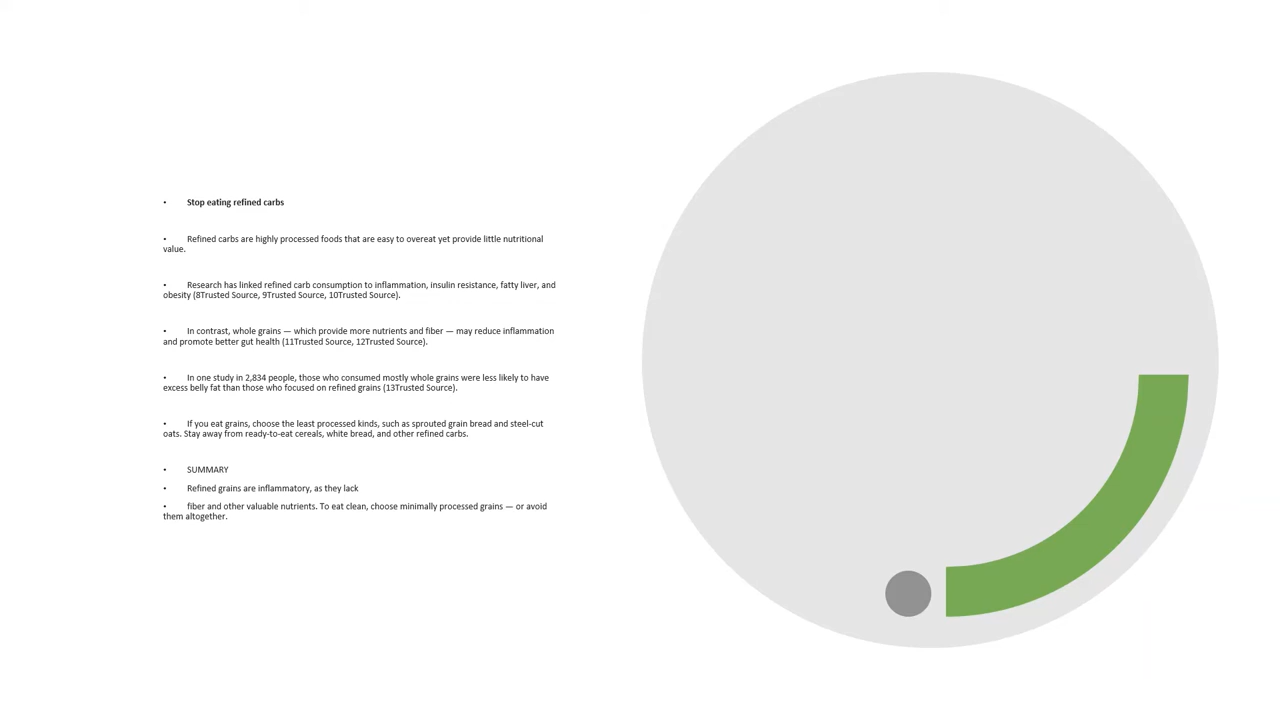 • Stop eating refined carbs
• Refined carbs are highly processed foods that are easy to overeat yet provide little nutritional
value.
• Research has linked refined carb consumption to inflammation, insulin resistance, fatty liver, and
obesity (8Trusted Source, 9Trusted Source, 10Trusted Source).
• In contrast, whole grains — which provide more nutrients and fiber — may reduce inflammation
and promote better gut health (11Trusted Source, 12Trusted Source).
• In one study in 2,834 people, those who consumed mostly whole grains were less likely to have
excess belly fat than those who focused on refined grains (13Trusted Source).
• If you eat grains, choose the least processed kinds, such as sprouted grain bread and steel-cut
oats. Stay away from ready-to-eat cereals, white bread, and other refined carbs.
• SUMMARY
• Refined grains are inflammatory, as they lack
• fiber and other valuable nutrients. To eat clean, choose minimally processed grains — or avoid
them altogether.